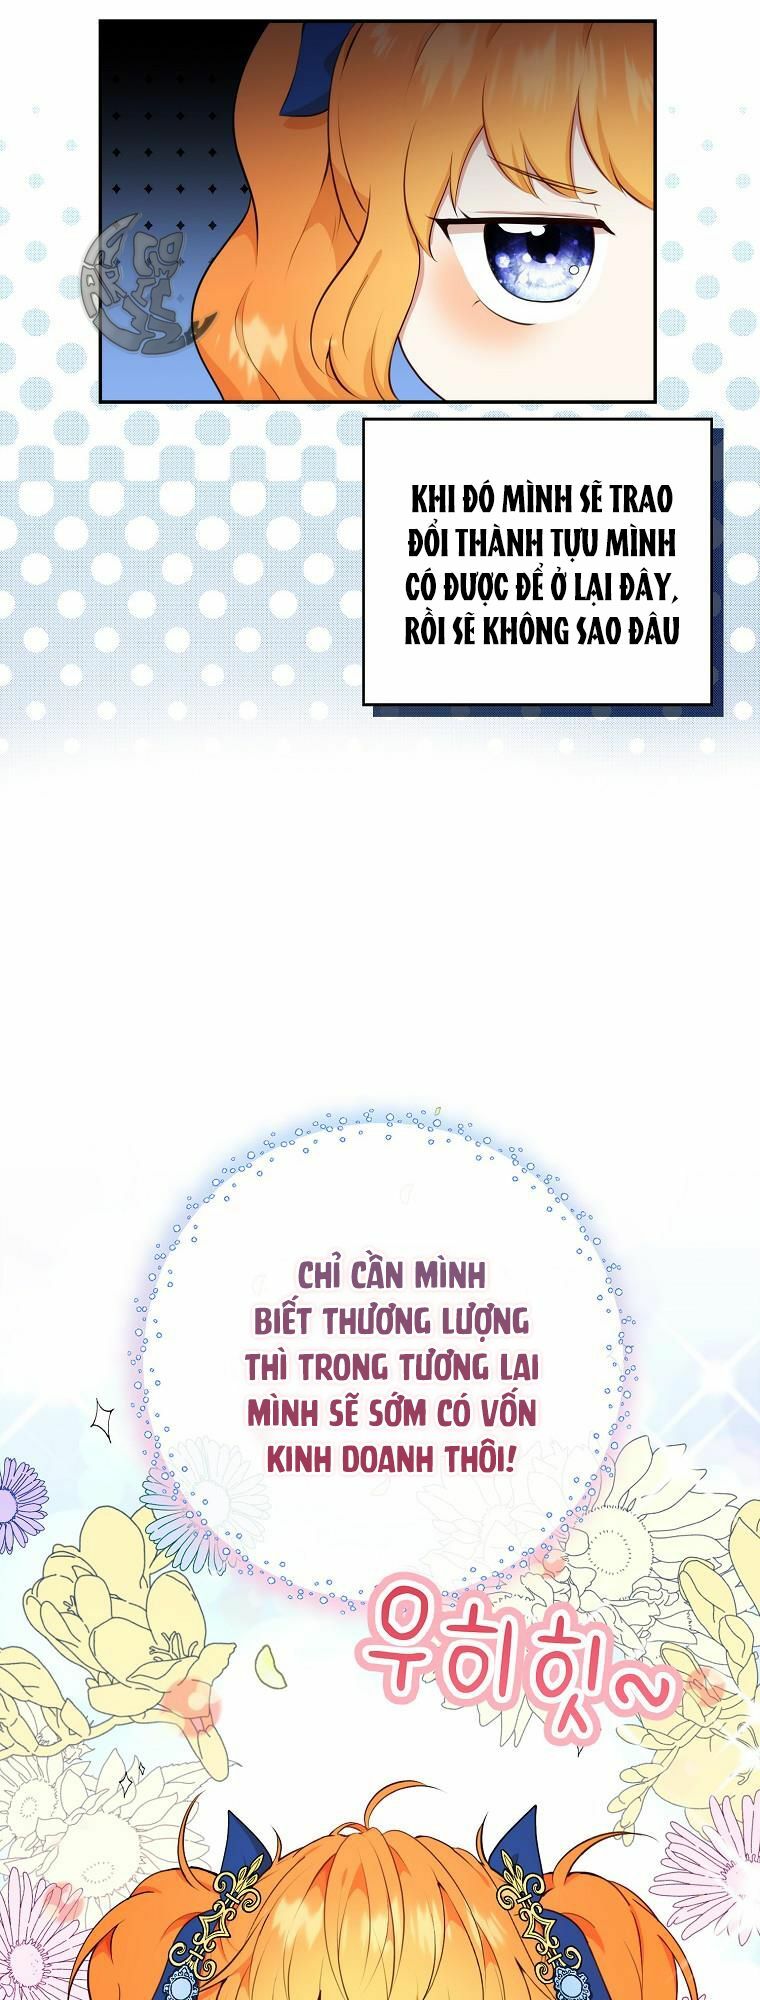 KHI ĐÓ MÌNH SẼ TRAO
ĐỔI THÀNH TỰU MÌNH
CÓ ĐƯỢC ĐỂ Ở LẠI ĐÂY,
RỒI SẼ KHÔNG SAO ĐÂU
CHỈ CẦN MÌNH
BIẾT THƯƠNG LƯỢNG
THÌ TRONG TƯƠNG LAI
MÌNH SẼ SỚM CÓ VỐN
KINH DOANH THÔI!
우히힛~